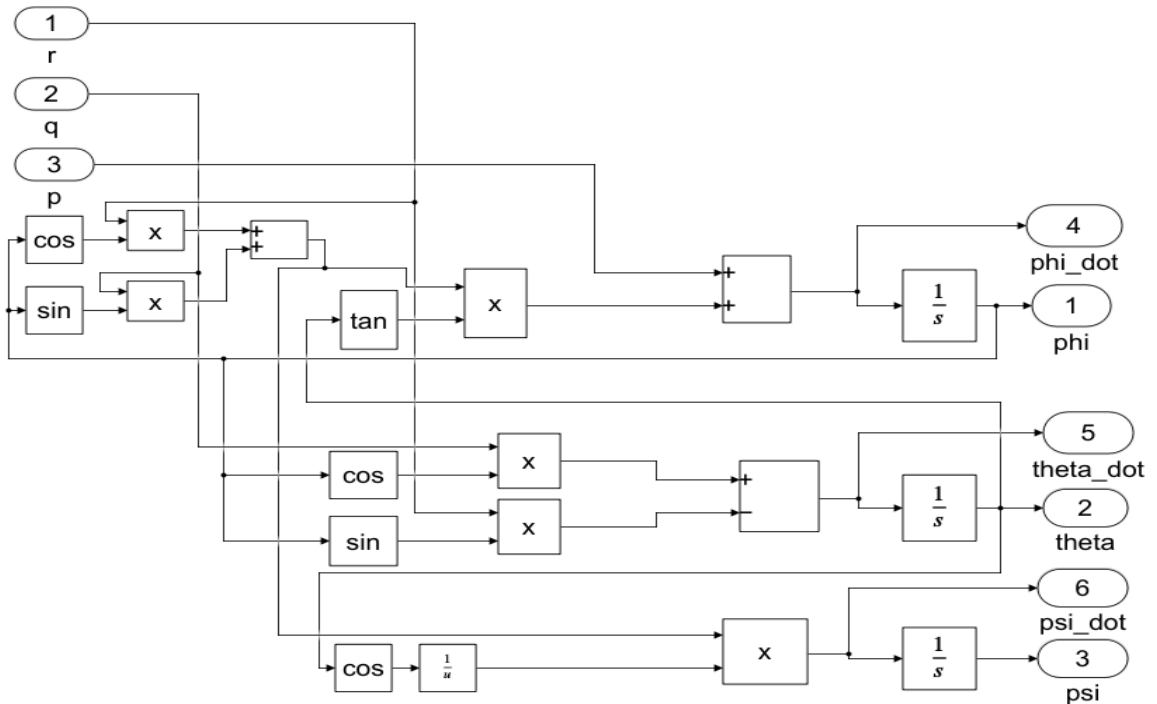 1
r
2
q
3
p
cos
x
+
+
sin
x
tan
x
+
+
1
s
4
phi_dot
1
phi
cos
x
sin
x
+
−
1
s
5
theta_dot
2
theta
cos
1
u
x
1
s
6
psi_dot
3
psi